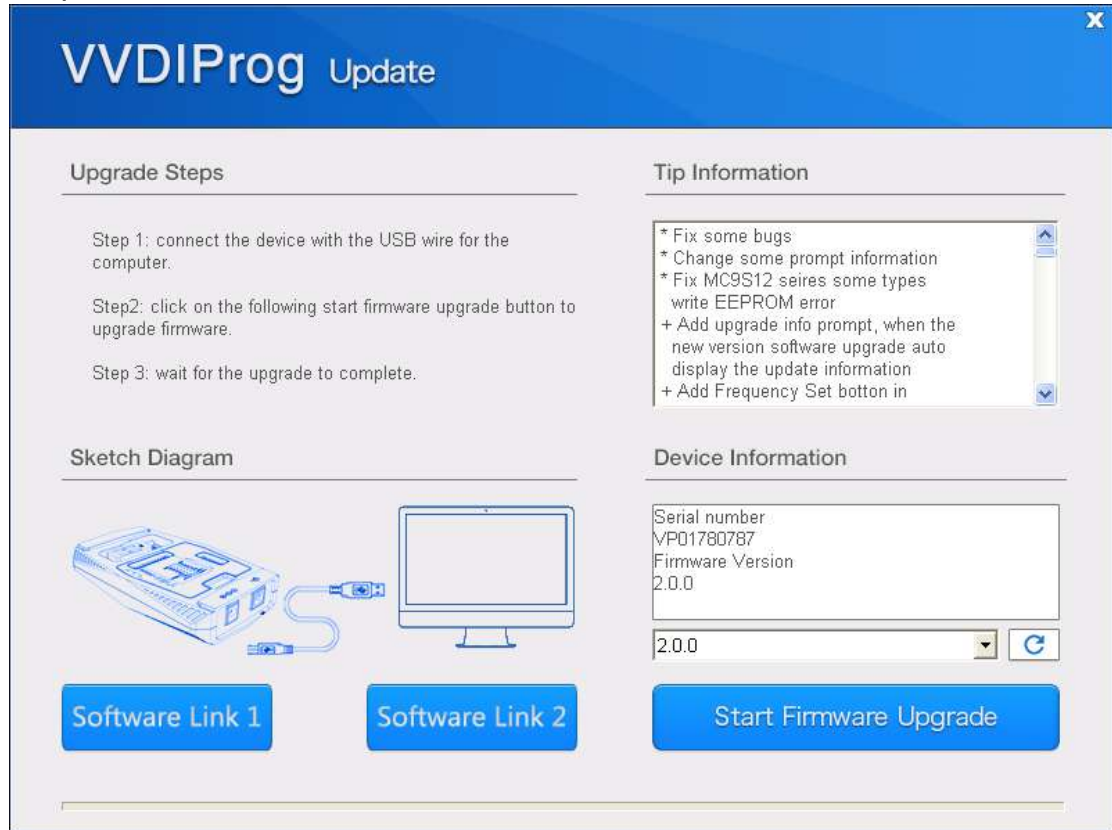 X
VVDIProg Update
Upgrade Steps
Step 1: connect the device with the USB wire for the
computer.
Step2: click on the following start firmware upgrade button to
upgrade firmware.
Step 3: wait for the upgrade to complete.
Tip Information
* Fix some bugs
* Change some prompt information
* Fix MC9S12 seires some types
write EEPROM error
+ Add upgrade info prompt, when the
new version software upgrade auto
display the update information
+ Add Frequency Set botton in
Sketch Diagram
Device Information
Serial number
VP01780787
Firmware Version
2.0.0
2.0.0
Software Link 1
Software Link 2
Start Firmware Upgrade